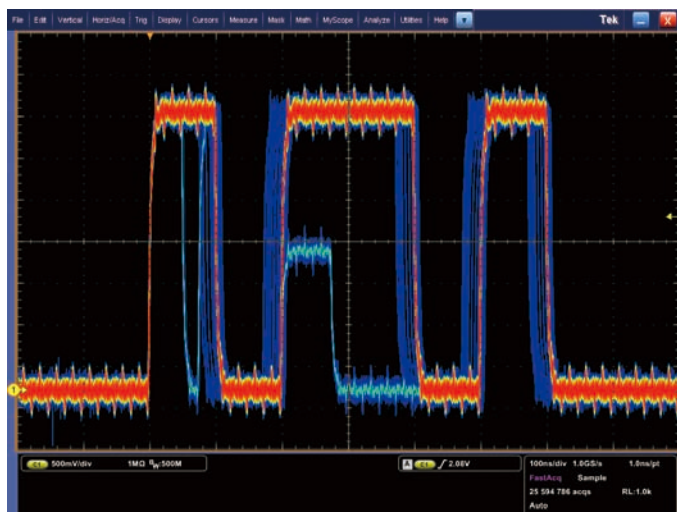 File Edit Vertical Horiz/Acq Trig Display Cursors Measure Mask Math MyScope Analyze Utilities Help Tek X
1
C1 500mV/div 1MΩ BW:500M
A C1 2.08V
100ns/div 1.0GS/s 1.0ns/pt
FastAcq Sample
25 594 786 acqs RL:1.0k
Auto